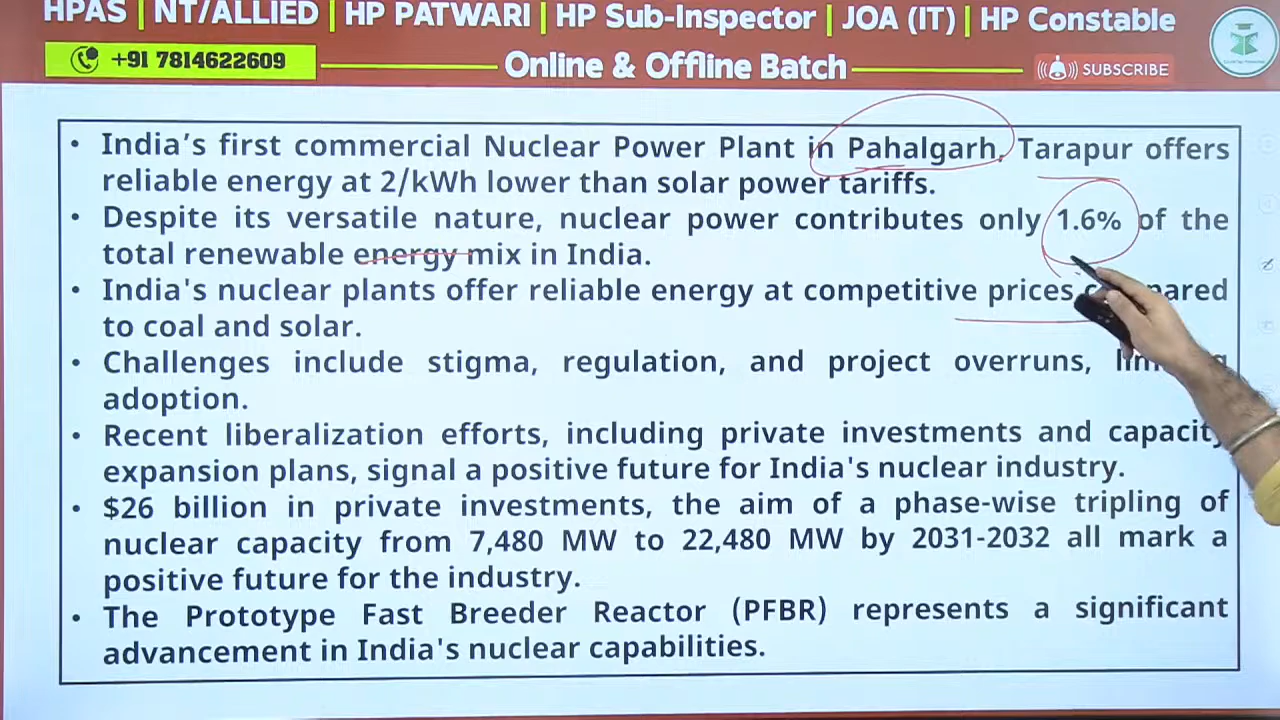 HPAS | NT/ALLIED | HP PATWARI | HP Sub-Inspector | JOA (IT) | HP Constable
+91 7814622609
Online & Offline Batch
SUBSCRIBE
• India's first commercial Nuclear Power Plant in Pahalgarh, Tarapur offers
reliable energy at 2/kWh lower than solar power tariffs.
• Despite its versatile nature, nuclear power contributes only 1.6% of the
total renewable energy mix in India.
• India's nuclear plants offer reliable energy at competitive prices
to coal and solar.
• Challenges include stigma, regulation, and project overruns,
adoption.
• Recent liberalization efforts, including private investments and capacity
expansion plans, signal a positive future for India's nuclear industry.
• $26 billion in private investments, the aim of a phase-wise tripling of
nuclear capacity from 7,480 MW to 22,480 MW by 2031-2032 all mark a
positive future for the industry.
• The Prototype Fast Breeder Reactor (PFBR) represents a significant
advancement in India's nuclear capabilities.